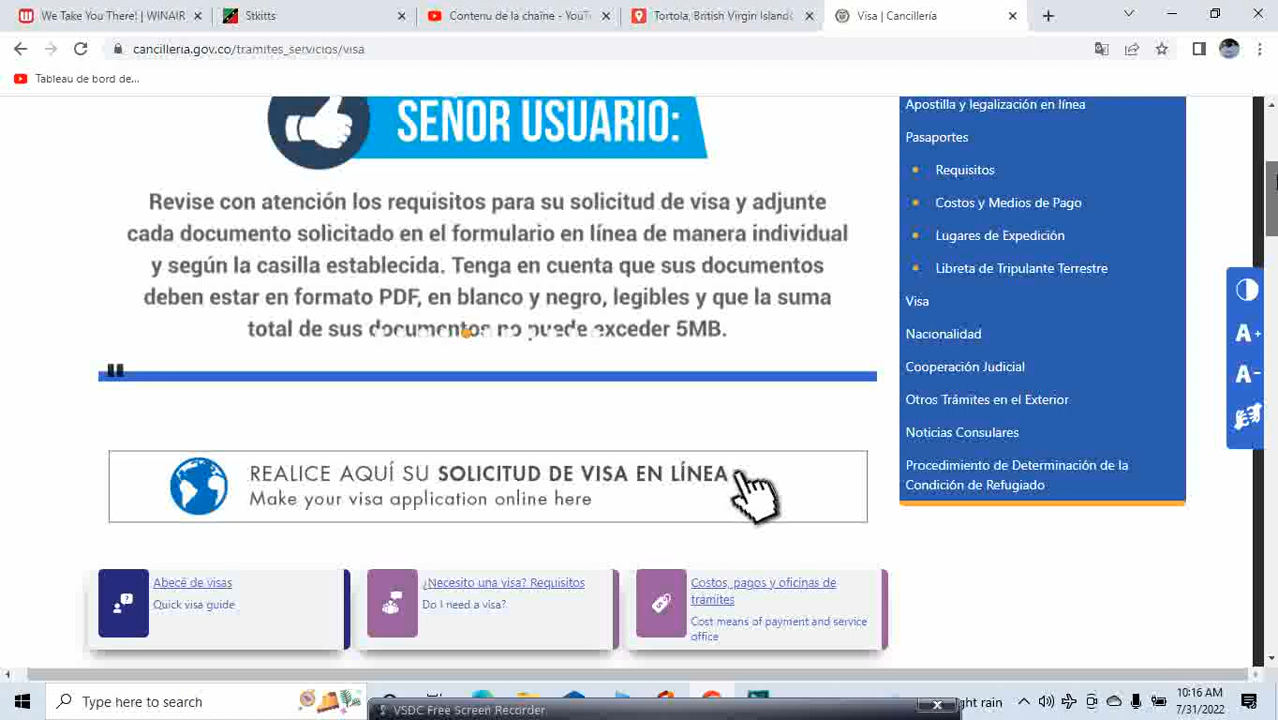 We Take You There! | WINAIR
Stkitts
Contenu de la chaîne - YouT
Tortola, British Virgin Island
Visa | Cancillería
cancilleria.gov.co/tramites_servicios/visa
Tableau de bord de...
SEÑOR USUARIO:
Revise con atención los requisitos para su solicitud de visa y adjunte
cada documento solicitado en el formulario en línea de manera individual
y según la casilla establecida. Tenga en cuenta que sus documentos
deben estar en formato PDF, en blanco y negro, legibles y que la suma
total de sus documentos no puede exceder 5MB.
REALICE AQUÍ SU SOLICITUD DE VISA EN LÍNEA
Make your visa application online here
Abecé de visas
Quick visa guide
¿Necesito una visa? Requisitos
Do I need a visa?
Costos, pagos y oficinas de
trámites
Cost means of payment and service
office
Apostilla y legalización en línea
Pasaportes
Requisitos
Costos y Medios de Pago
Lugares de Expedición
Libreta de Tripulante Terrestre
Visa
Nacionalidad
Cooperación Judicial
Otros Trámites en el Exterior
Noticias Consulares
Procedimiento de Determinación de la
Condición de Refugiado
A+
A-
Type here to search
VSDC Free Screen Recorder
ght rain
10:16 AM
7/31/2022